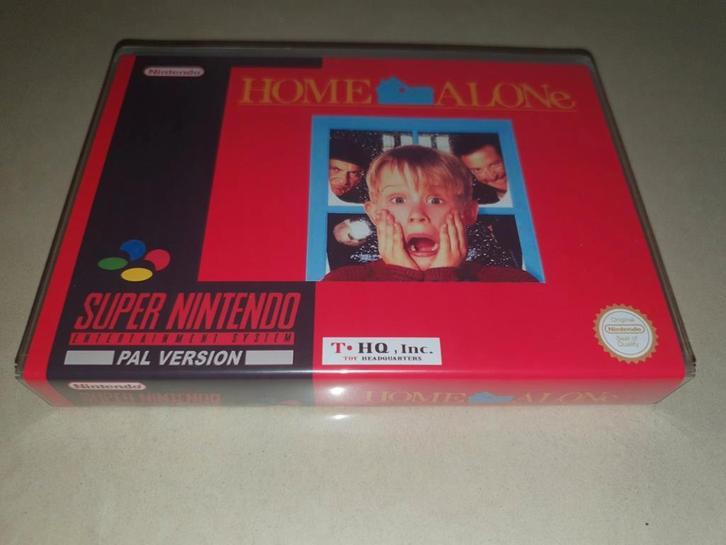 Nintendo
HOME ALONe
SUPER NINTENDO
ENTERTAINMENT SYSTEM
PAL VERSION
T•HQ, Inc.
TOY HEADQUARTERS
Original
Nintendo
Seal of
Quality
Nintendo
SUPER NINTENDO
HOME ALONe